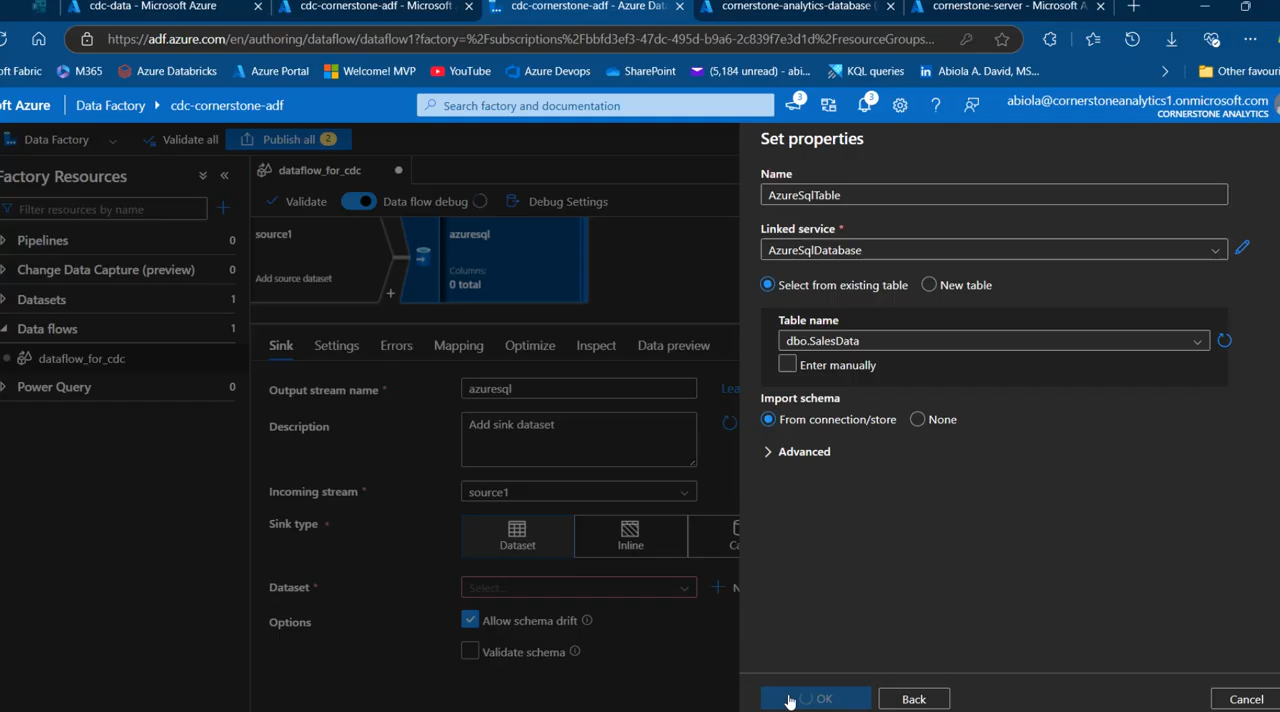 cdc-data - Microsoft Azure
cdc-cornerstone-adf - Microsoft
cdc-cornerstone-adf - Azure Dat
cornerstone-analytics-database (
cornerstone-server - Microsoft A
https://adf.azure.com/en/authoring/dataflow/dataflow1?factory=%2Fsubscriptions%2Fbbfd3ef3-47dc-495d-b9a6-2c839f7e3d1d%2FresourceGroups...
oft Fabric
M365
Azure Databricks
Azure Portal
Welcome! MVP
YouTube
Azure Devops
SharePoint
(5,184 unread) - abi...
KQL queries
Abiola A. David, MS...
Other favouri
oft Azure
Data Factory
cdc-cornerstone-adf
Search factory and documentation
3
3
abiola@cornerstoneanalytics1.onmicrosoft.com
CORNERSTONE ANALYTICS
Data Factory
Validate all
Publish all 2
Factory Resources
Filter resources by name
Pipelines 0
Change Data Capture (preview) 0
Datasets 1
Data flows 1
dataflow_for_cdc
Power Query 0
dataflow_for_cdc
Validate
Data flow debug
Debug Settings
source1
Add source dataset
azuresql
Columns:
0 total
Sink
Settings
Errors
Mapping
Optimize
Inspect
Data preview
Output stream name *
azuresql
Lea
Description
Add sink dataset
Incoming stream *
source1
Sink type *
Dataset
Inline
Ca
Dataset *
Select...
N
Options
Allow schema drift
Validate schema
Set properties
Name
AzureSqlTable
Linked service *
AzureSqlDatabase
Select from existing table
New table
Table name
dbo.SalesData
Enter manually
Import schema
From connection/store
None
Advanced
OK
Back
Cancel